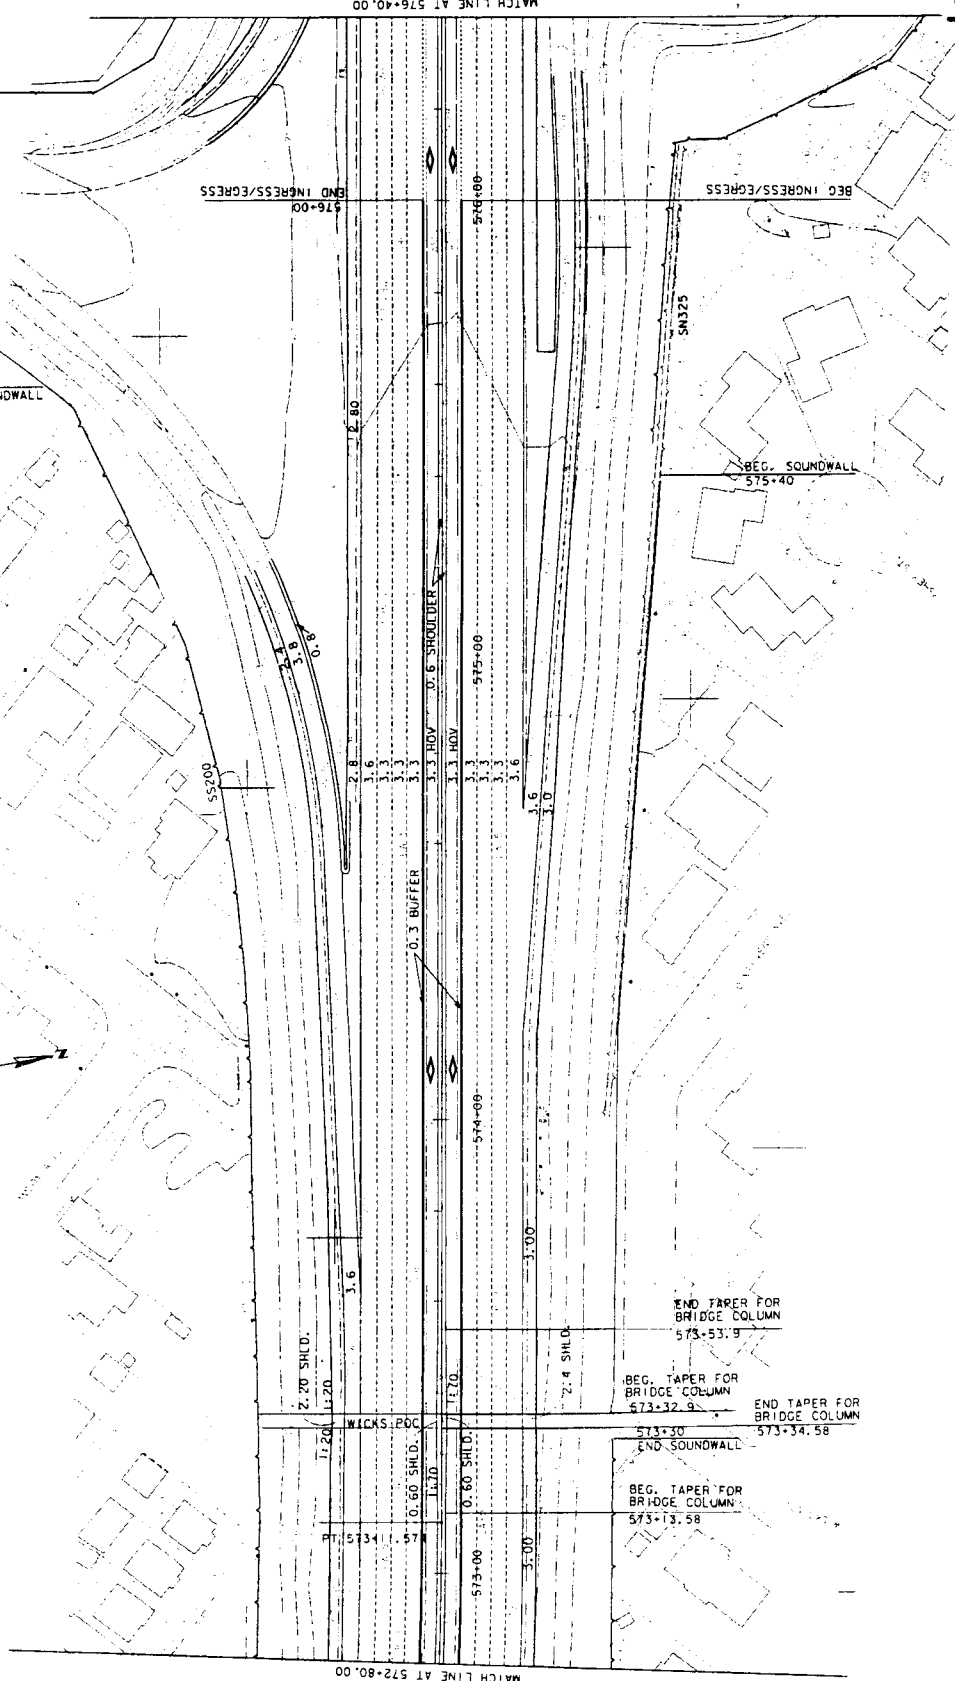 MATCH LINE AT 576+40.00
END INGRESS/EGRESS
576+00
BEG INGRESS/EGRESS
576+00
SN325
NDWALL
2.80
BEG. SOUNDWALL
575+40
0.6 SHOULDER
575+00
2.4
3.8
0.8
SS200
2.8
3.6
3.3
3.3
3.3
3.3 HOV
3.3 HOV
3.3
3.3
3.3
3.6
3.6
3.0
0.3 BUFFER
N
574+00
3.00
3.6
END TAPER FOR
BRIDGE COLUMN
573+53.9
2.20 SHLD.
1:20
1:70
2.4 SHLD.
BEG. TAPER FOR
BRIDGE COLUMN
573+32.9
END TAPER FOR
BRIDGE COLUMN
573+34.58
WICKS POC
573+30
END SOUNDWALL
1:20
0.60 SHLD.
1:70
0.60 SHLD.
BEG. TAPER FOR
BRIDGE COLUMN
573+13.58
PT 573+11.574
573+00
3.00
MATCH LINE AT 572+80.00